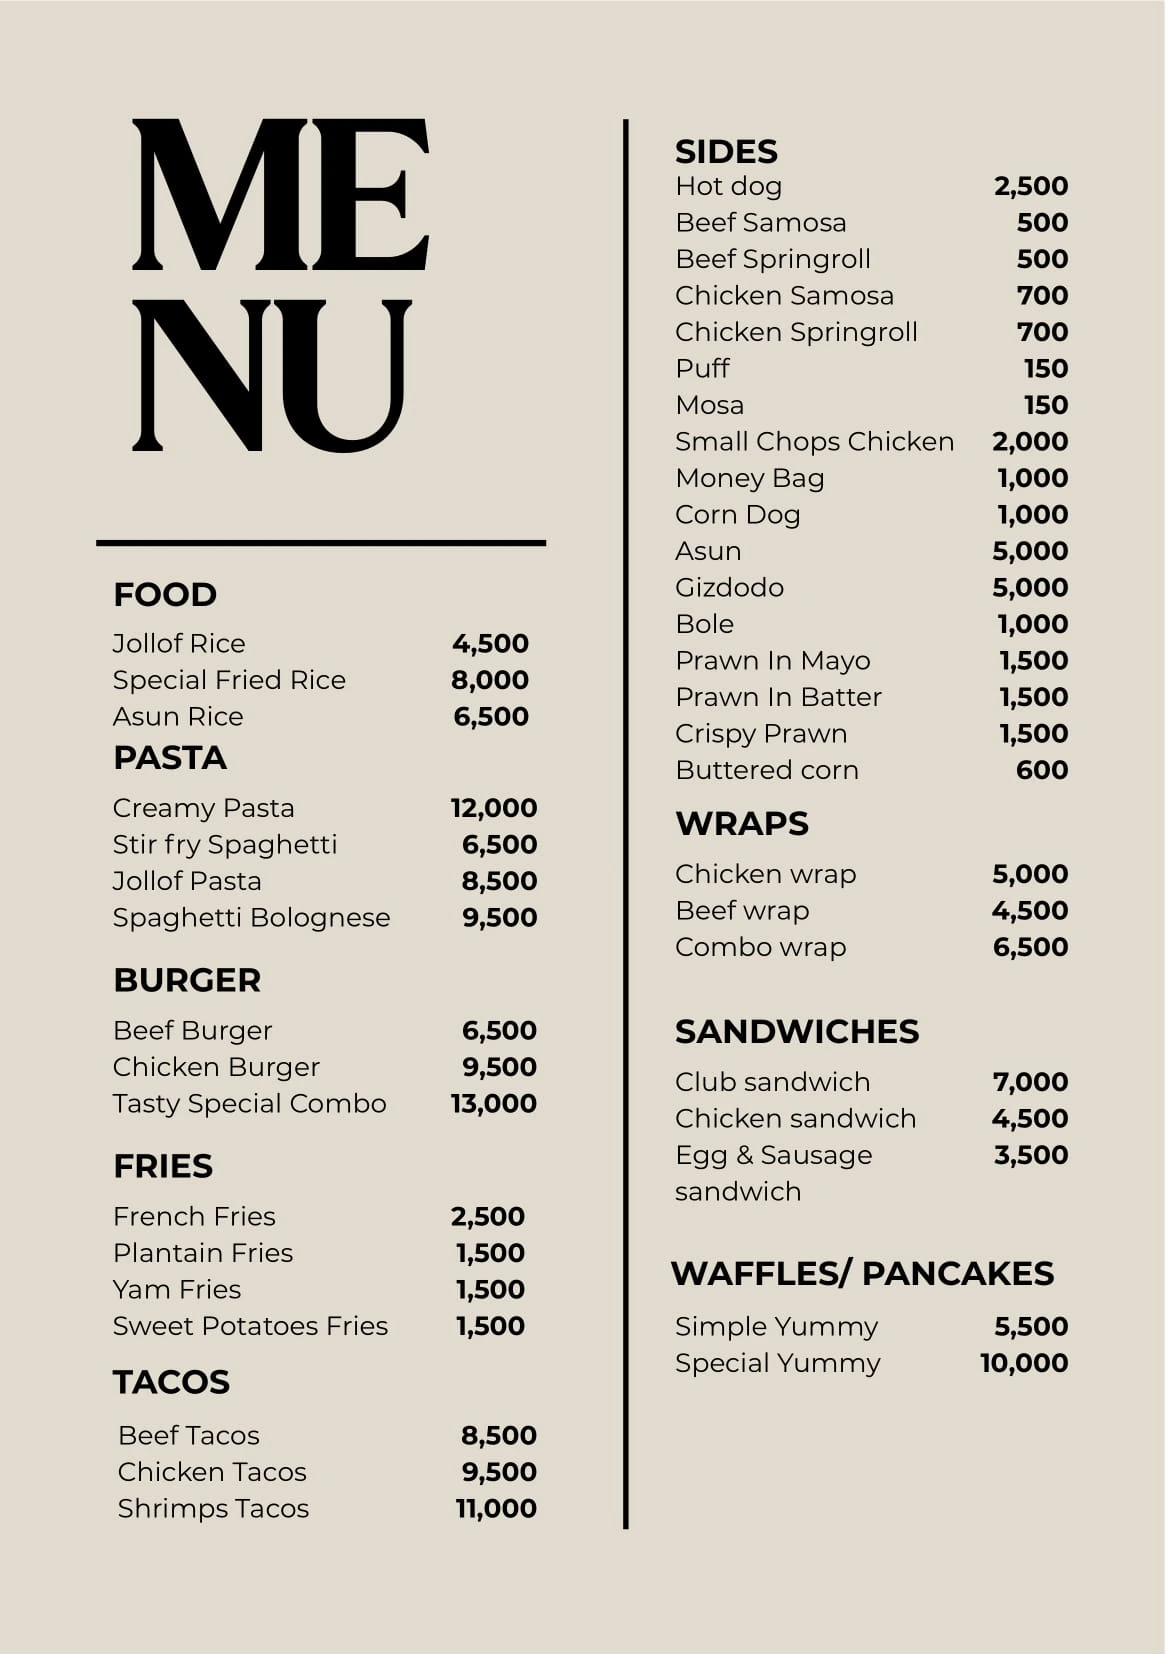 ME
NU
FOOD
Jollof Rice 4,500
Special Fried Rice 8,000
Asun Rice 6,500
PASTA
Creamy Pasta 12,000
Stir fry Spaghetti 6,500
Jollof Pasta 8,500
Spaghetti Bolognese 9,500
BURGER
Beef Burger 6,500
Chicken Burger 9,500
Tasty Special Combo 13,000
FRIES
French Fries 2,500
Plantain Fries 1,500
Yam Fries 1,500
Sweet Potatoes Fries 1,500
TACOS
Beef Tacos 8,500
Chicken Tacos 9,500
Shrimps Tacos 11,000
SIDES
Hot dog 2,500
Beef Samosa 500
Beef Springroll 500
Chicken Samosa 700
Chicken Springroll 700
Puff 150
Mosa 150
Small Chops Chicken 2,000
Money Bag 1,000
Corn Dog 1,000
Asun 5,000
Gizdodo 5,000
Bole 1,000
Prawn In Mayo 1,500
Prawn In Batter 1,500
Crispy Prawn 1,500
Buttered corn 600
WRAPS
Chicken wrap 5,000
Beef wrap 4,500
Combo wrap 6,500
SANDWICHES
Club sandwich 7,000
Chicken sandwich 4,500
Egg & Sausage 3,500
sandwich
WAFFLES/ PANCAKES
Simple Yummy 5,500
Special Yummy 10,000